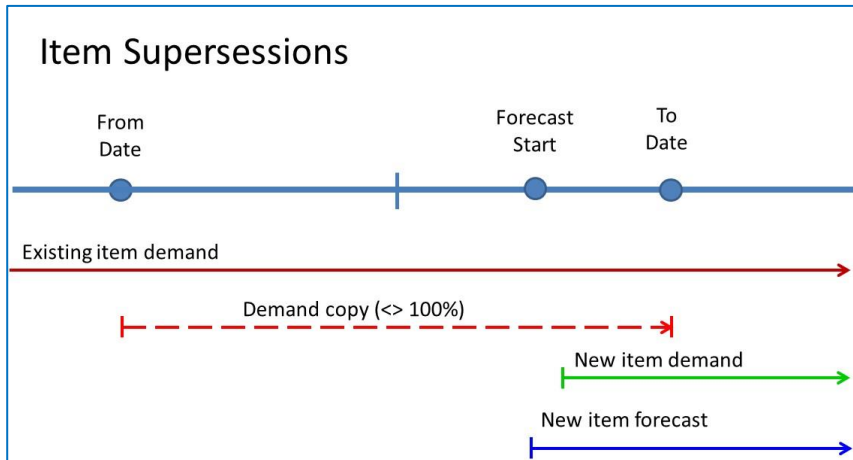 Item Supersessions
From
Date
Forecast
Start
To
Date
Existing item demand
Demand copy (<> 100%)
New item demand
New item forecast